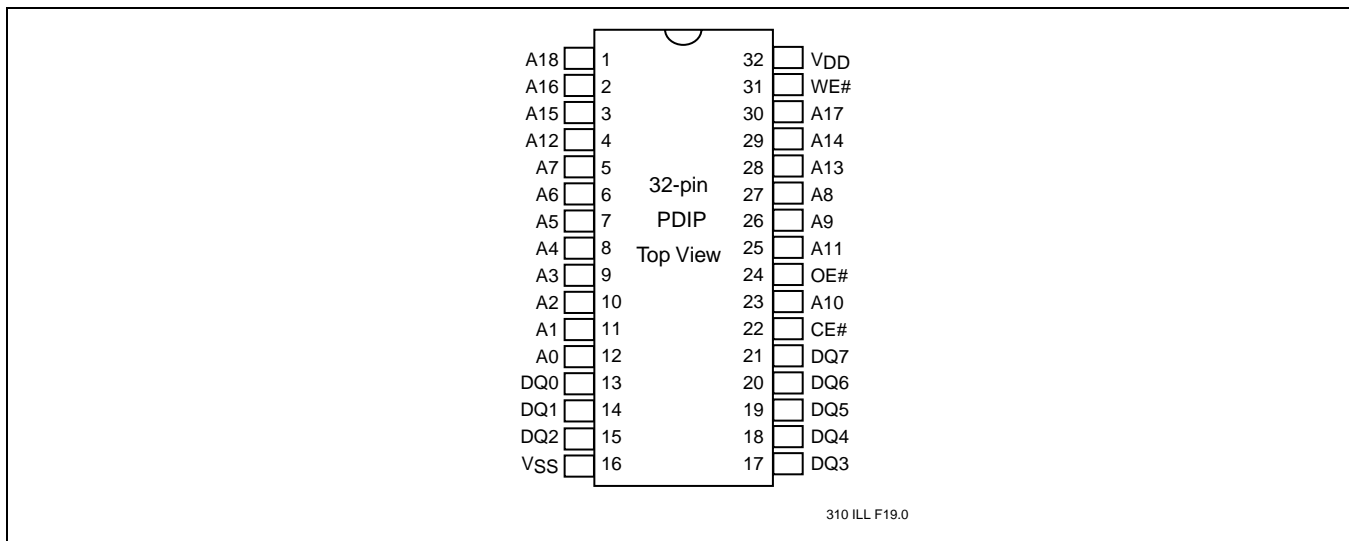 A18 1 32 VDD
A16 2 31 WE#
A15 3 30 A17
A12 4 29 A14
A7 5 28 A13
A6 6 27 A8
A5 7 26 A9
A4 8 25 A11
A3 9 24 OE#
A2 10 23 A10
A1 11 22 CE#
A0 12 21 DQ7
DQ0 13 20 DQ6
DQ1 14 19 DQ5
DQ2 15 18 DQ4
VSS 16 17 DQ3
32-pin
PDIP
Top View
310 ILL F19.0